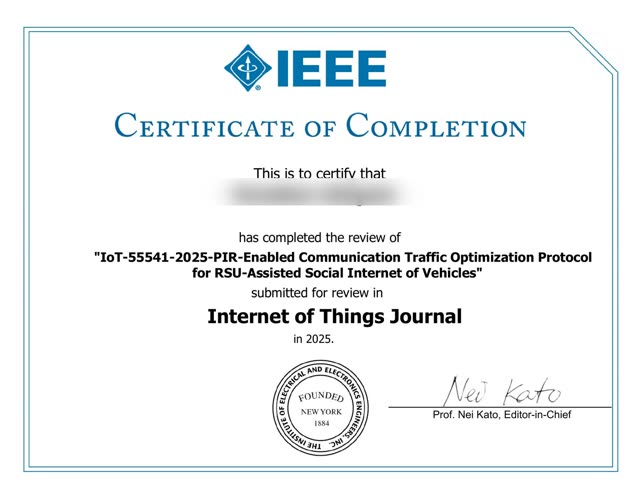 IEEE
CERTIFICATE OF COMPLETION
This is to certify that
has completed the review of
"IoT-55541-2025-PIR-Enabled Communication Traffic Optimization Protocol
for RSU-Assisted Social Internet of Vehicles"
submitted for review in
Internet of Things Journal
in 2025.
THE INSTITUTE OF ELECTRICAL AND ELECTRONICS ENGINEERS, INC.
FOUNDED
NEW YORK
1884
Nei Kato
Prof. Nei Kato, Editor-in-Chief